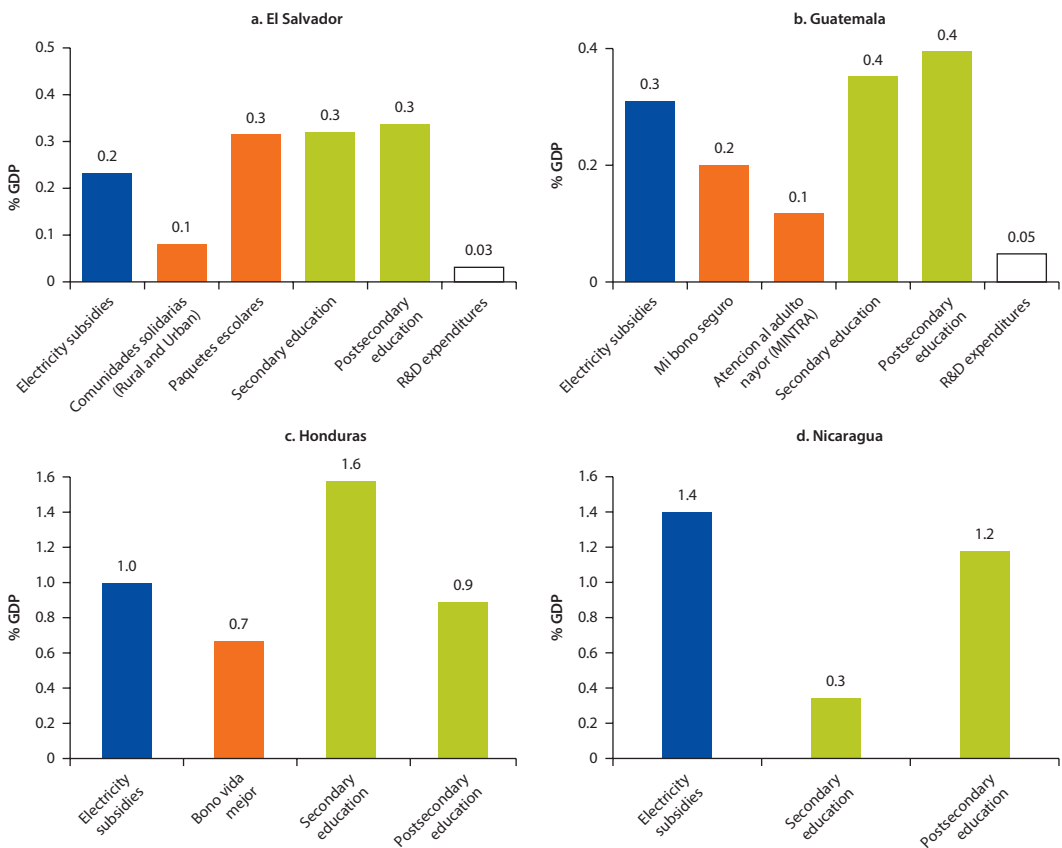 a. El Salvador
% GDP
0.5
0.4
0.3
0.2
0.1
0
0.2
0.1
0.3
0.3
0.3
0.03
Electricity subsidies
Comunidades solidarias
(Rural and Urban)
Paquetes escolares
Secondary education
Postsecondary
education
R&D expenditures
b. Guatemala
% GDP
0.4
0.2
0
0.3
0.2
0.1
0.4
0.4
0.05
Electricity subsidies
Mi bono seguro
Atencion al adulto
nayor (MINTRA)
Secondary education
Postsecondary
education
R&D expenditures
c. Honduras
% GDP
1.6
1.4
1.2
1.0
0.8
0.6
0.4
0.2
0
1.0
0.7
1.6
0.9
Electricity
subsidies
Bono vida
mejor
Secondary
education
Postsecondary
education
d. Nicaragua
% GDP
1.6
1.4
1.2
1.0
0.8
0.6
0.4
0.2
0
1.4
0.3
1.2
Electricity
subsidies
Secondary
education
Postsecondary
education